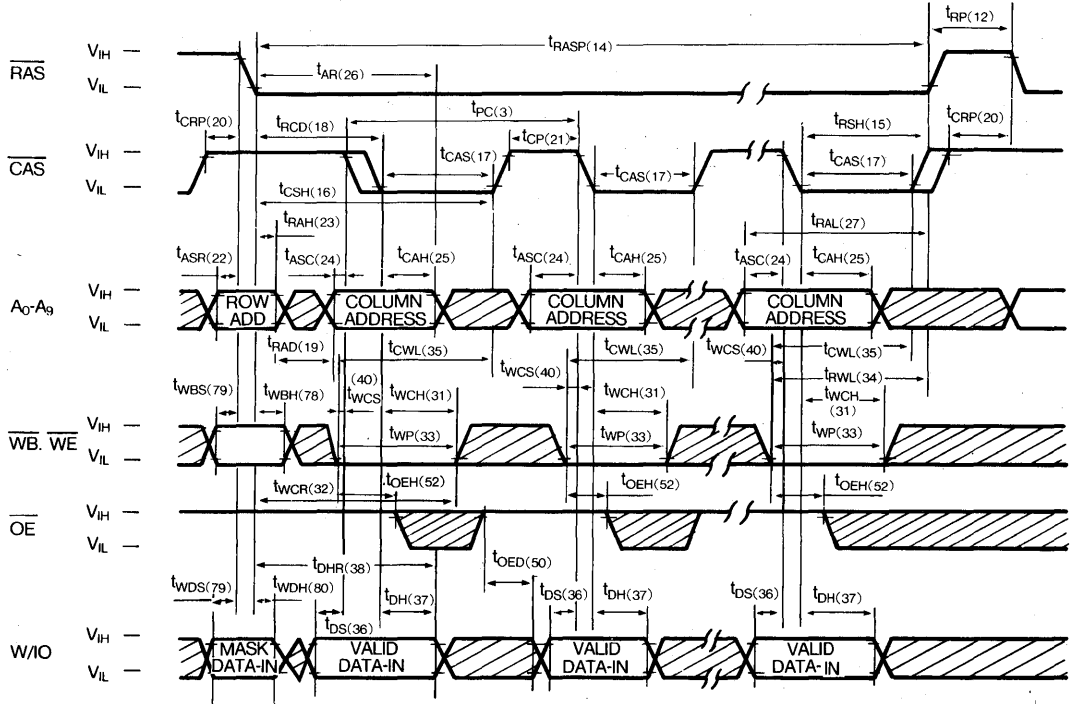 tRP(12)
tRASP(14)
RAS VIH
tAR(26)
VIL
tPC(3)
tCRP(20) tRCD(18) tRSH(15) tCRP(20)
tCP(21)
CAS VIH
tCAS(17) tCAS(17) tCAS(17)
VIL
tCSH(16)
tRAH(23) tRAL(27)
tASR(22) tASC(24) tCAH(25) tASC(24) tCAH(25) tASC(24) tCAH(25)
A0-A9 VIH
ROW ADD
COLUMN ADDRESS
COLUMN ADDRESS
COLUMN ADDRESS
VIL
tRAD(19) tCWL(35) tCWL(35) tWCS(40) tCWL(35)
tWCS(40) tRWL(34)
tWBS(79) tWBH(78) (40) tWCS tWCH(31) tWCH(31) tWCH (31)
WB. WE VIH
tWP(33) tWP(33) tWP(33)
VIL
tWCR(32) tOEH(52) tOEH(52) tOEH(52)
OE VIH
VIL
tDHR(38) tOED(50)
tWDS(79) tWDH(80) tDH(37) tDS(36) tDH(37) tDS(36) tDH(37)
tDS(36)
W/IO VIH
MASK DATA-IN
VALID DATA-IN
VALID DATA-IN
VALID DATA-IN
VIL